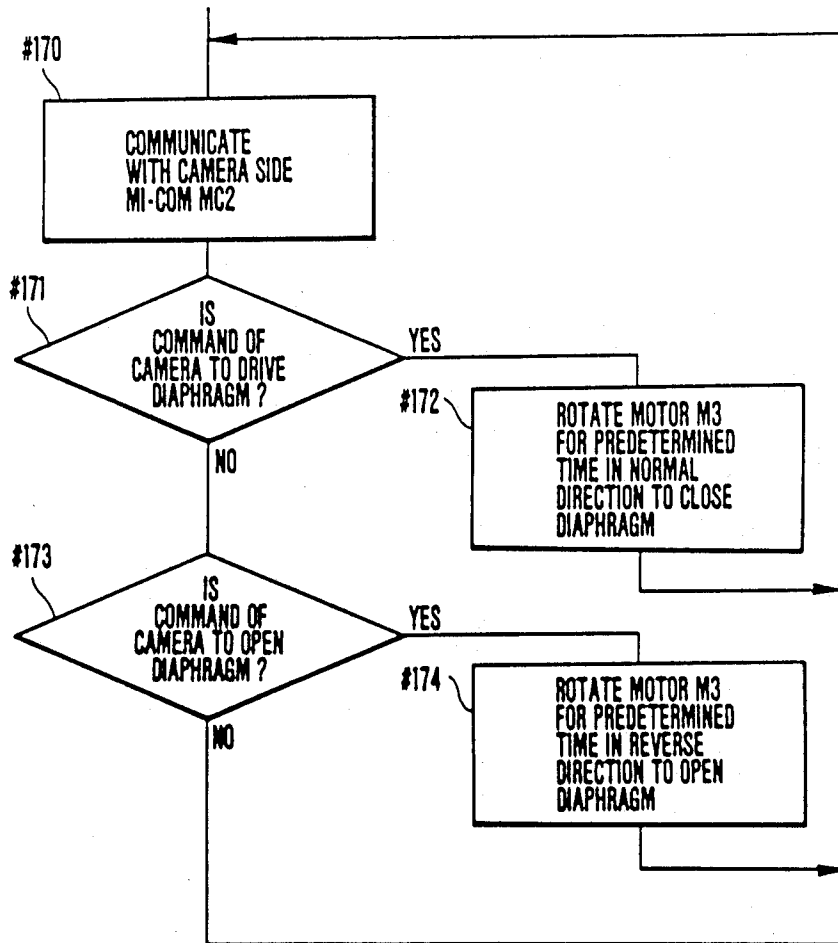 #170
COMMUNICATE
WITH CAMERA SIDE
MI-COM MC2
#171
IS
COMMAND OF
CAMERA TO DRIVE
DIAPHRAGM ?
YES
NO
#172
ROTATE MOTOR M3
FOR PREDETERMINED
TIME IN NORMAL
DIRECTION TO CLOSE
DIAPHRAGM
#173
IS
COMMAND OF
CAMERA TO OPEN
DIAPHRAGM ?
YES
NO
#174
ROTATE MOTOR M3
FOR PREDETERMINED
TIME IN REVERSE
DIRECTION TO OPEN
DIAPHRAGM